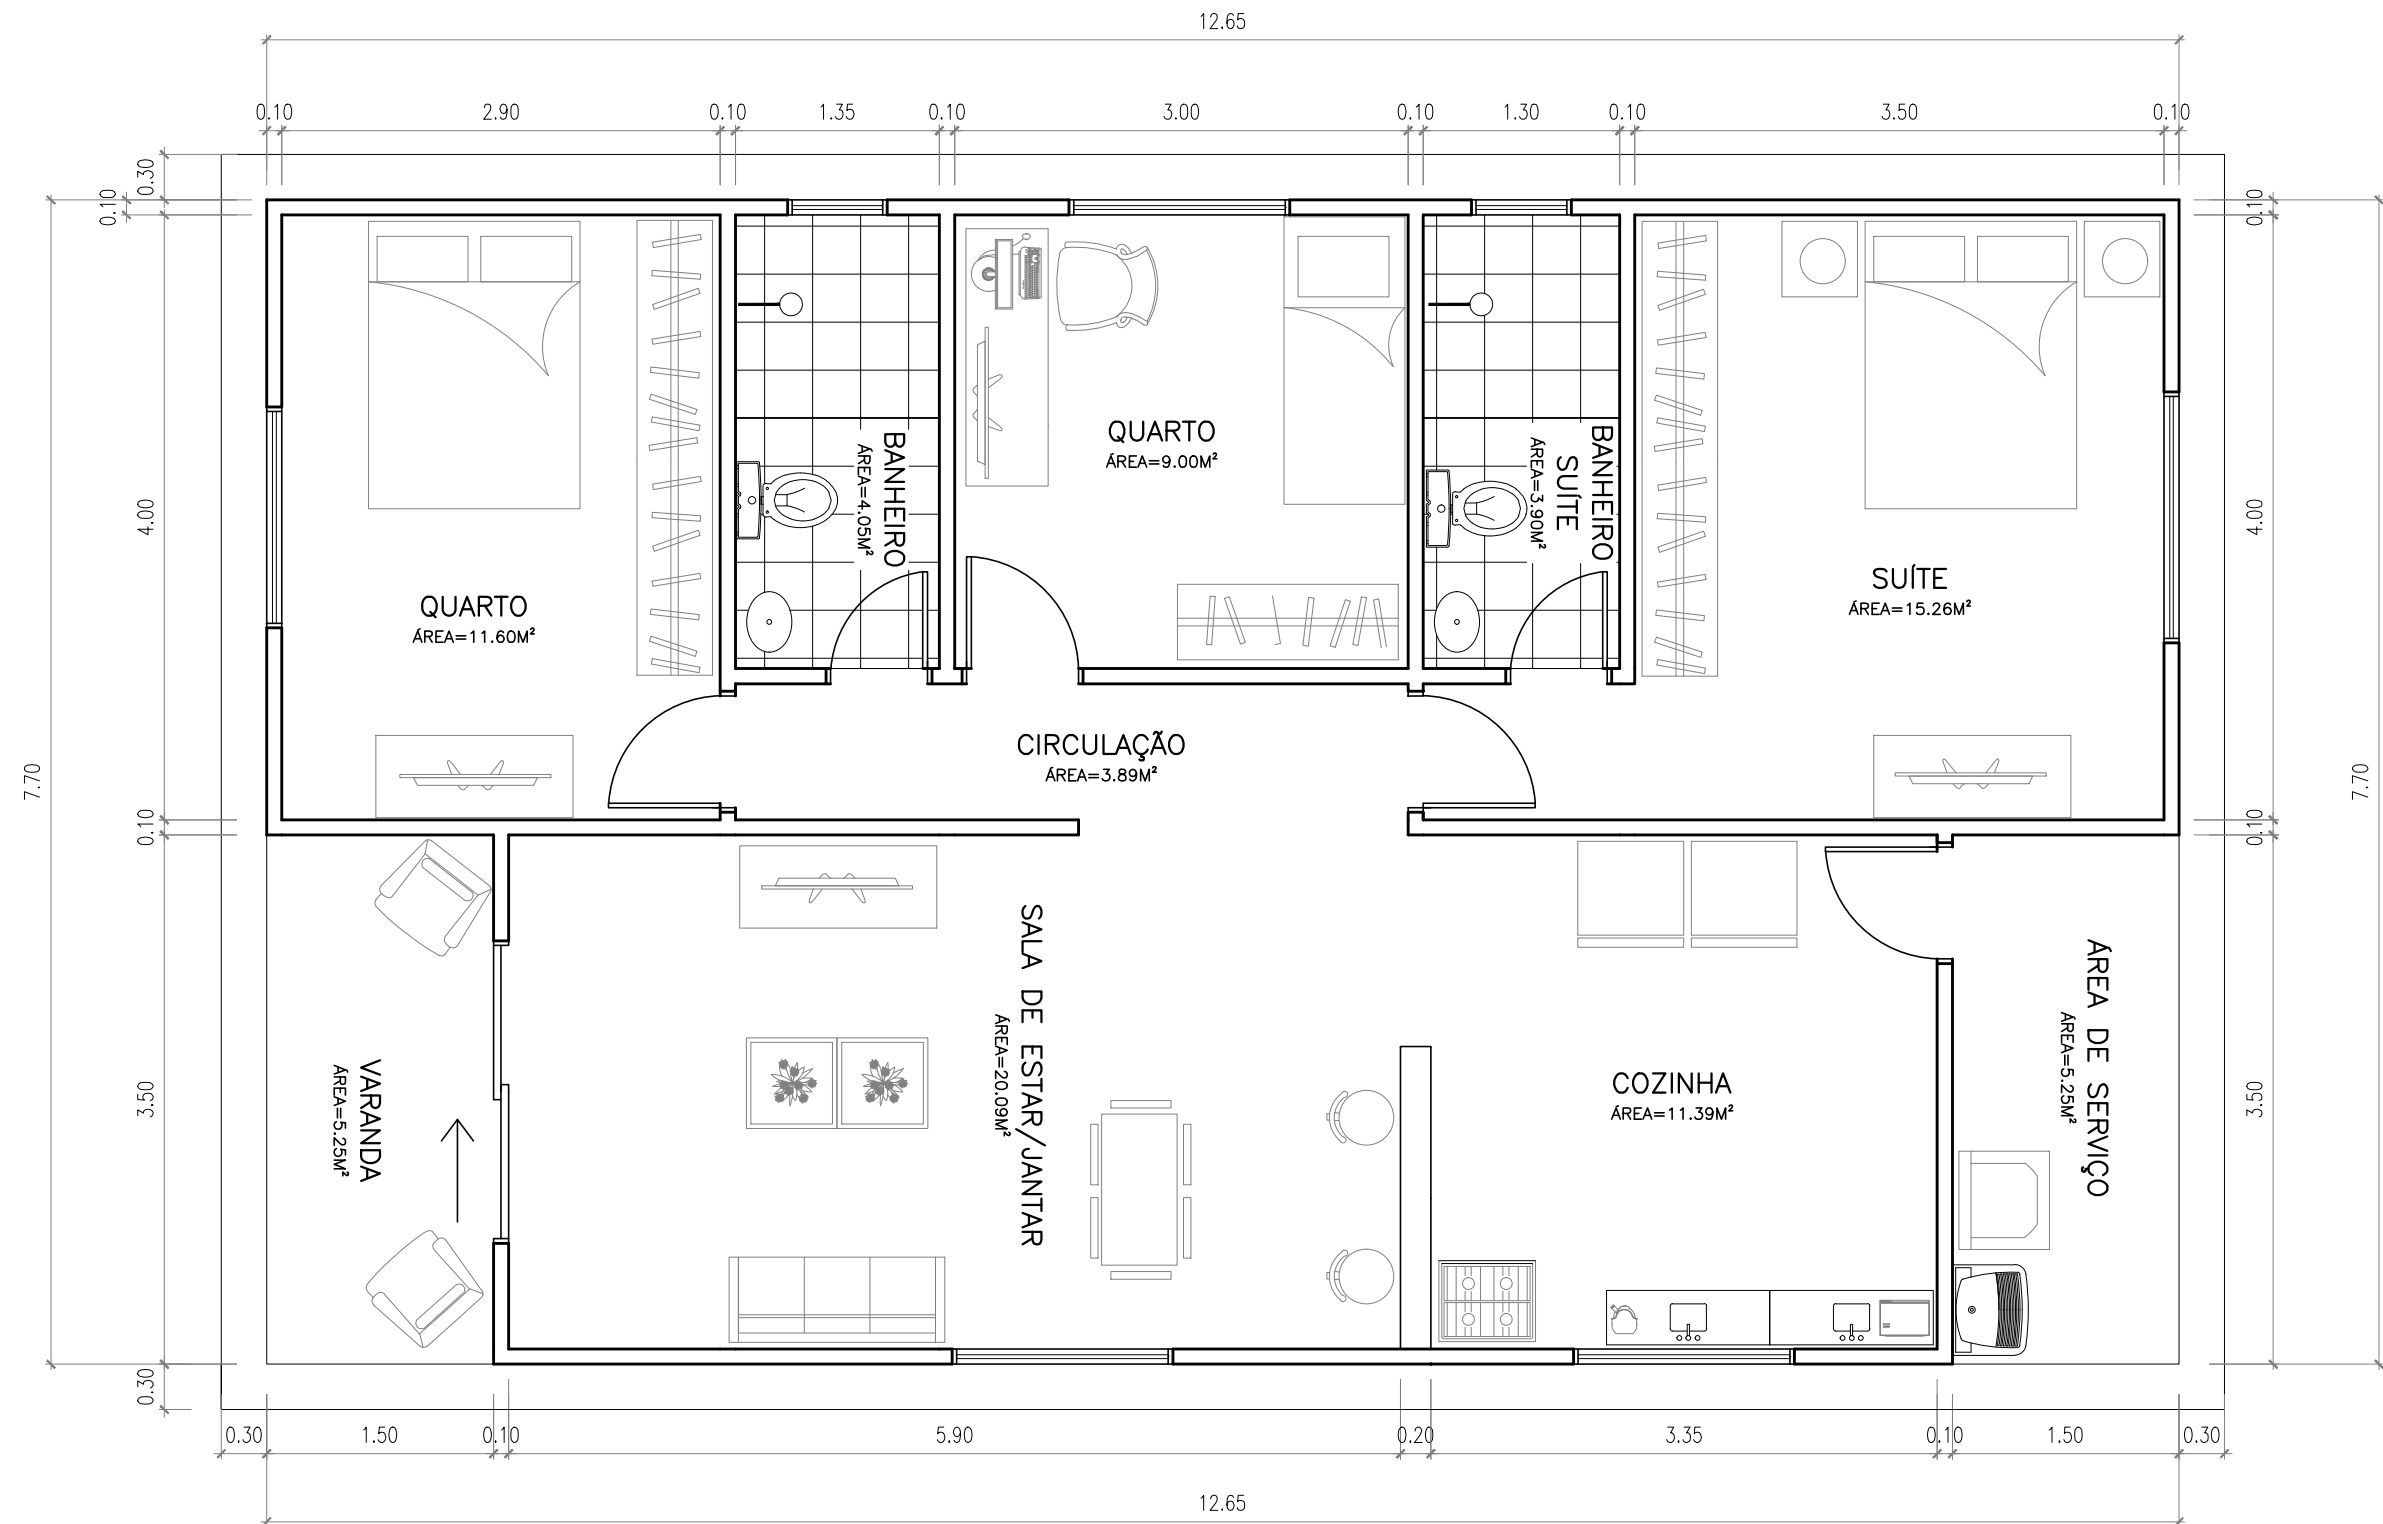 12.65
0.10 2.90 0.10 1.35 0.10 3.00 0.10 1.30 0.10 3.50 0.10
0.30
0.10
0.10
4.00
4.00
QUARTO
ÁREA=11.60M²
BANHEIRO
ÁREA=4.05M²
QUARTO
ÁREA=9.00M²
BANHEIRO
SUÍTE
ÁREA=3.90M²
SUÍTE
ÁREA=15.26M²
CIRCULAÇÃO
ÁREA=3.89M²
7.70
7.70
0.10
0.10
VARANDA
ÁREA=5.25M²
SALA DE ESTAR/JANTAR
ÁREA=20.09M²
COZINHA
ÁREA=11.39M²
ÁREA DE SERVIÇO
ÁREA=5.25M²
3.50
3.50
0.30
0.30 1.50 0.10 5.90 0.20 3.35 0.10 1.50 0.30
12.65